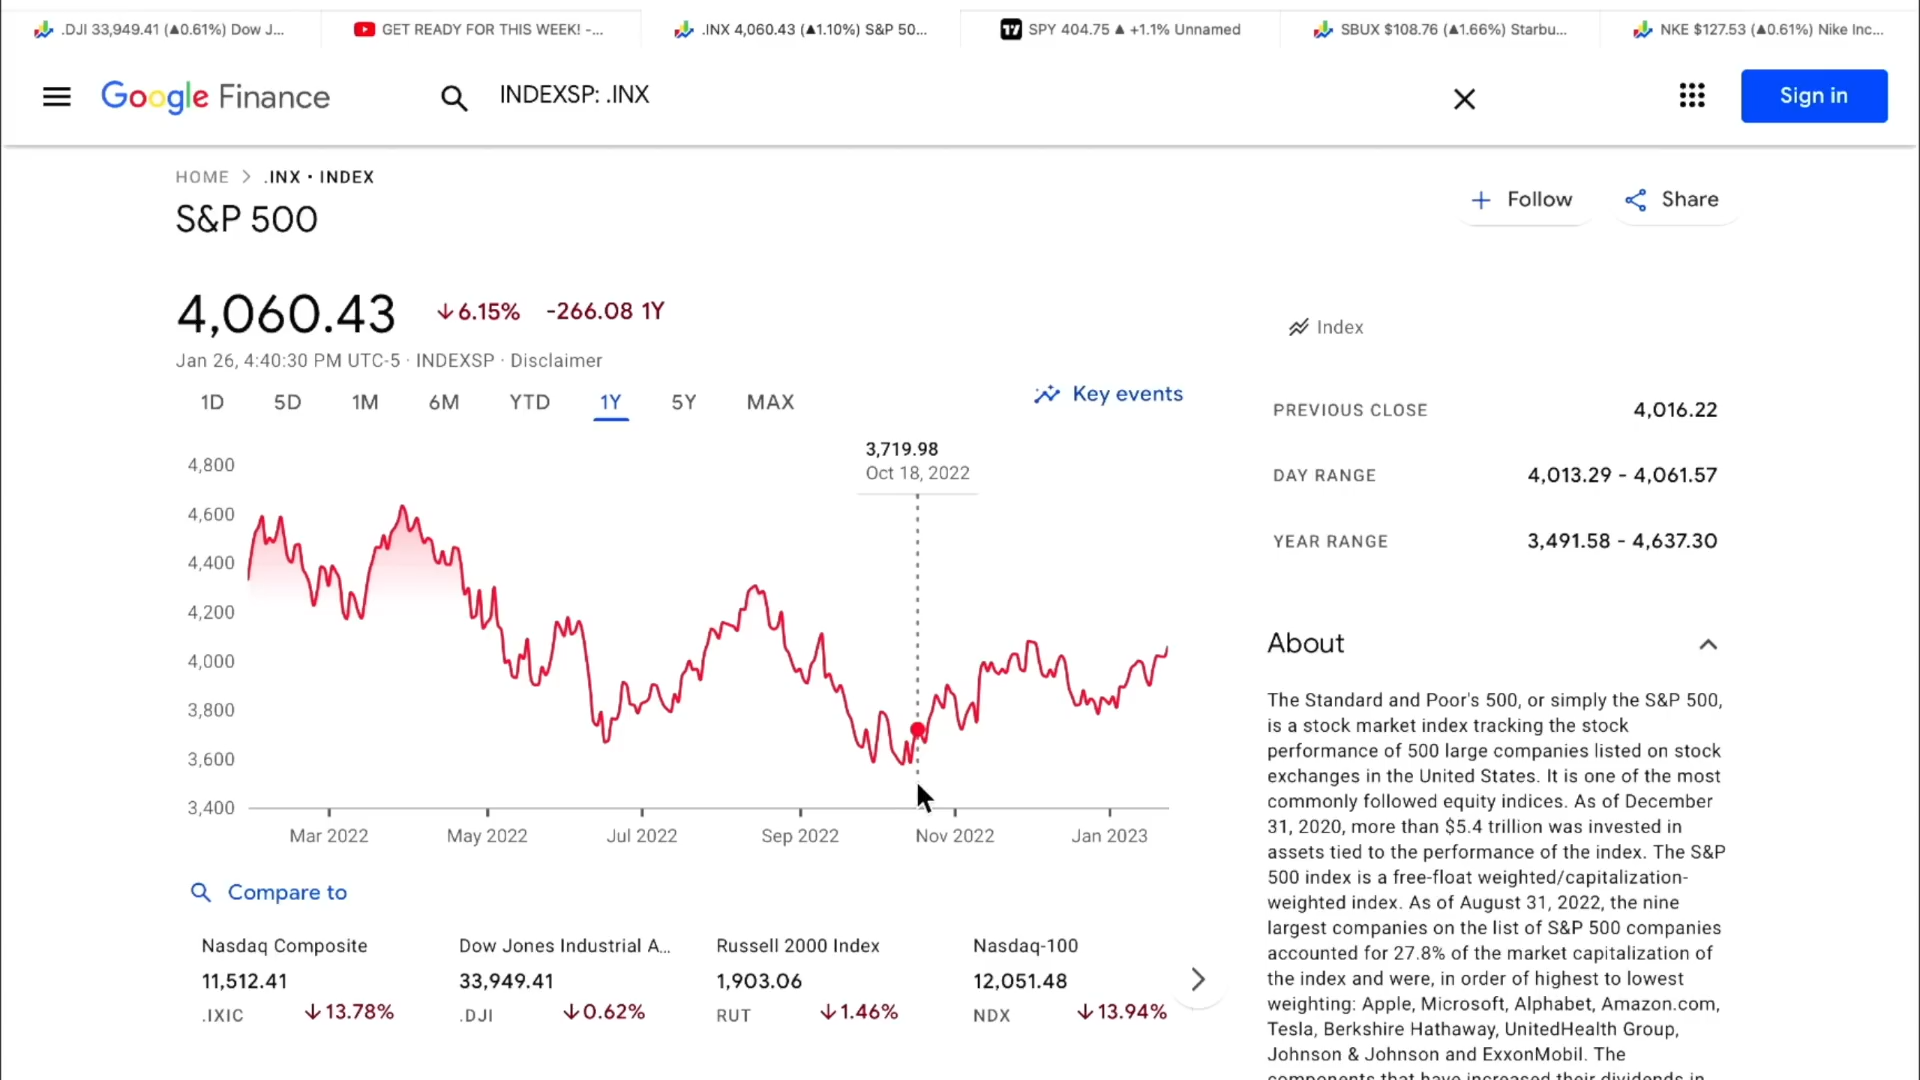 .DJI 33,949.41 (▲0.61%) Dow J...
GET READY FOR THIS WEEK! -...
.INX 4,060.43 (▲1.10%) S&P 50...
SPY 404.75 ▲ +1.1% Unnamed
SBUX $108.76 (▲1.66%) Starbu...
NKE $127.53 (▲0.61%) Nike Inc...
Google Finance
INDEXSP: .INX
Sign in
HOME > .INX • INDEX
S&P 500
Follow
Share
4,060.43 ↓6.15% -266.08 1Y
Jan 26, 4:40:30 PM UTC-5 · INDEXSP · Disclaimer
1D 5D 1M 6M YTD 1Y 5Y MAX
Key events
3,719.98
Oct 18, 2022
4,800
4,600
4,400
4,200
4,000
3,800
3,600
3,400
Mar 2022 May 2022 Jul 2022 Sep 2022 Nov 2022 Jan 2023
Compare to
Nasdaq Composite
11,512.41
.IXIC ↓13.78%
Dow Jones Industrial A...
33,949.41
.DJI ↓0.62%
Russell 2000 Index
1,903.06
RUT ↓1.46%
Nasdaq-100
12,051.48
NDX ↓13.94%
Index
PREVIOUS CLOSE 4,016.22
DAY RANGE 4,013.29 - 4,061.57
YEAR RANGE 3,491.58 - 4,637.30
About
The Standard and Poor's 500, or simply the S&P 500,
is a stock market index tracking the stock
performance of 500 large companies listed on stock
exchanges in the United States. It is one of the most
commonly followed equity indices. As of December
31, 2020, more than $5.4 trillion was invested in
assets tied to the performance of the index. The S&P
500 index is a free-float weighted/capitalization-
weighted index. As of August 31, 2022, the nine
largest companies on the list of S&P 500 companies
accounted for 27.8% of the market capitalization of
the index and were, in order of highest to lowest
weighting: Apple, Microsoft, Alphabet, Amazon.com,
Tesla, Berkshire Hathaway, UnitedHealth Group,
Johnson & Johnson and ExxonMobil. The
components that have increased their dividends in